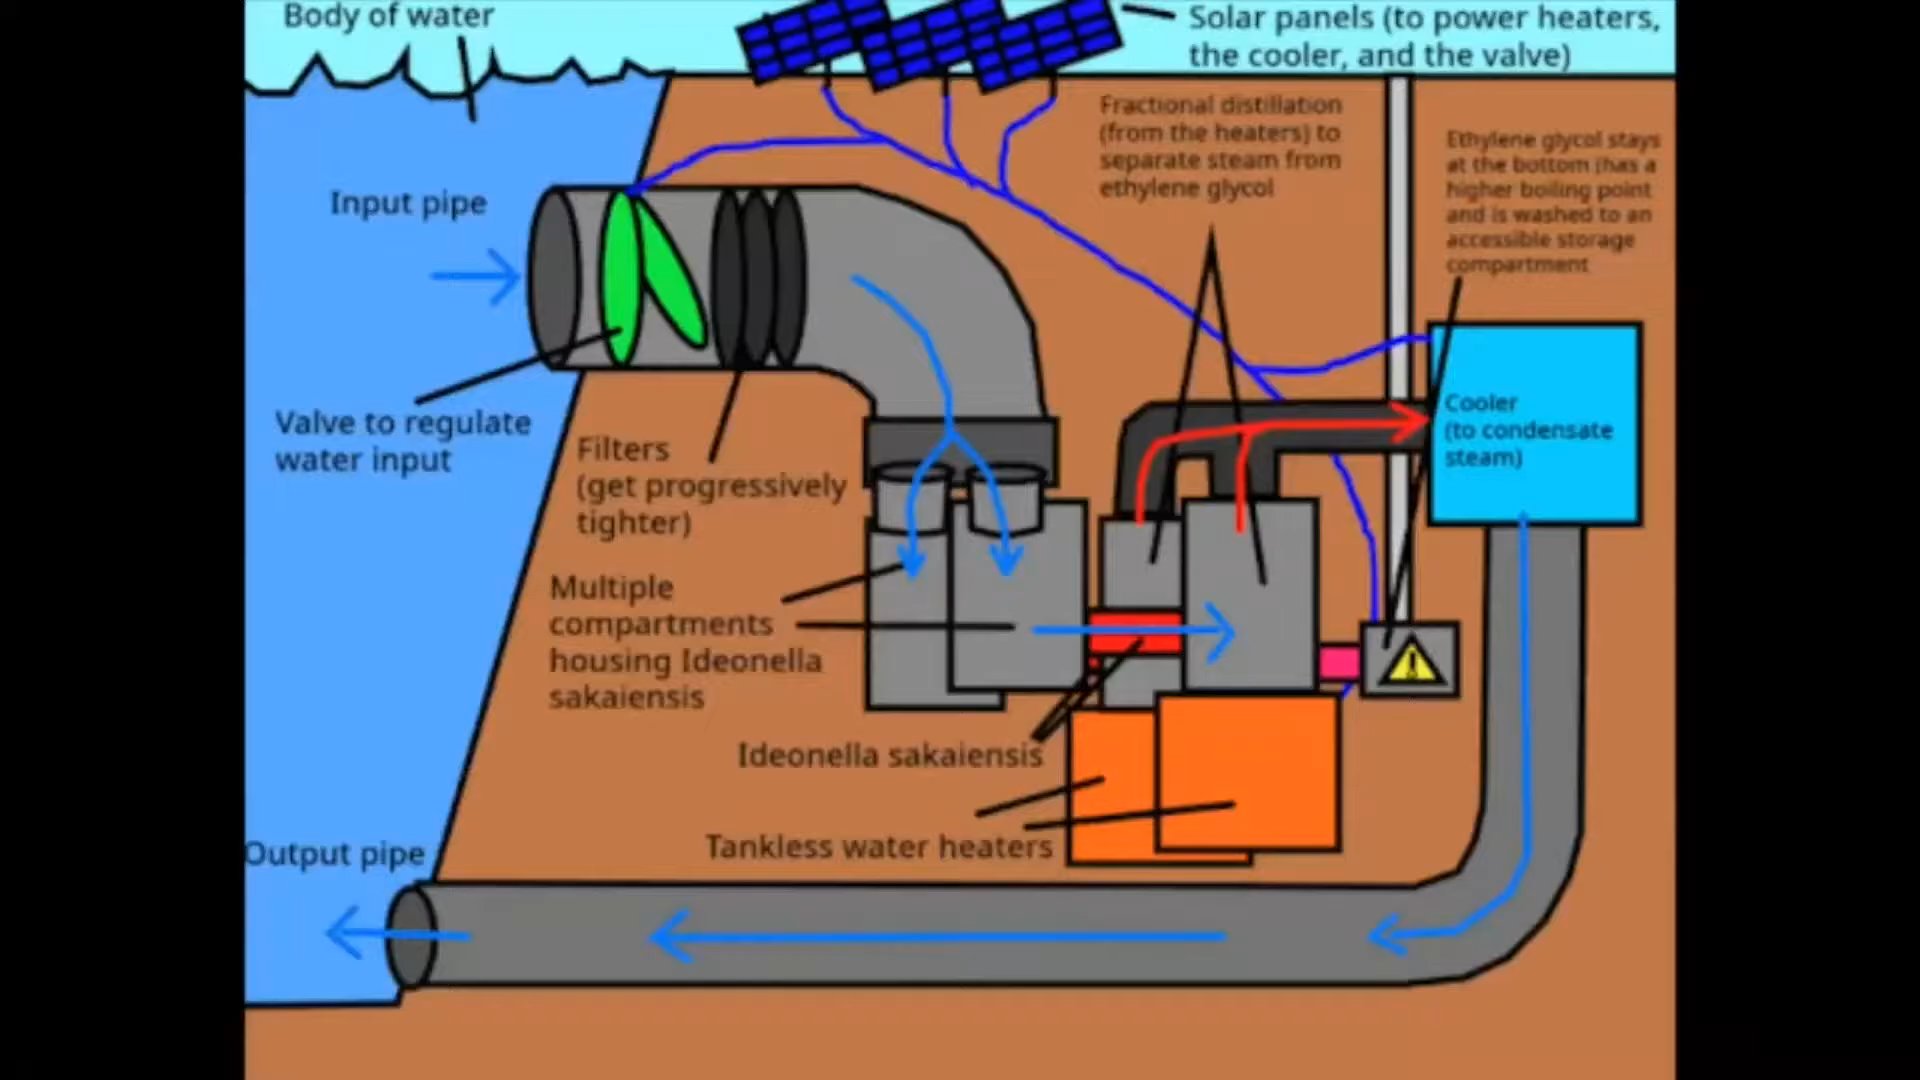 Body of water
Solar panels (to power heaters,
the cooler, and the valve)
Fractional distillation
(from the heaters) to
separate steam from
ethylene glycol
Ethylene glycol stays
at the bottom (has a
higher boiling point
and is washed to an
accessible storage
compartment
Input pipe
Valve to regulate
water input
Filters
(get progressively
tighter)
Cooler
(to condensate
steam)
Multiple
compartments
housing Ideonella
sakaiensis
Ideonella sakaiensis
Tankless water heaters
Output pipe
!